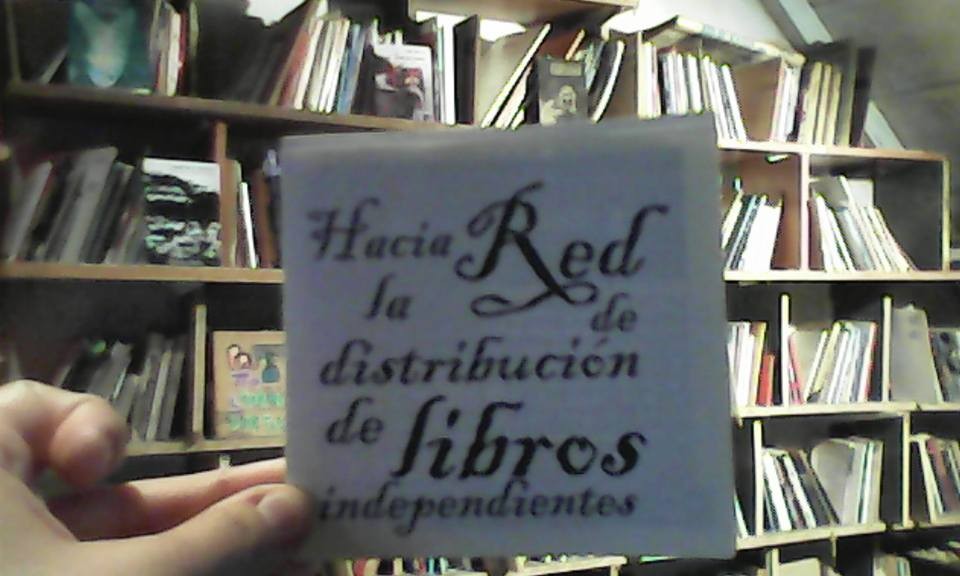 Hacia Red
la de
distribución
de libros
independientes